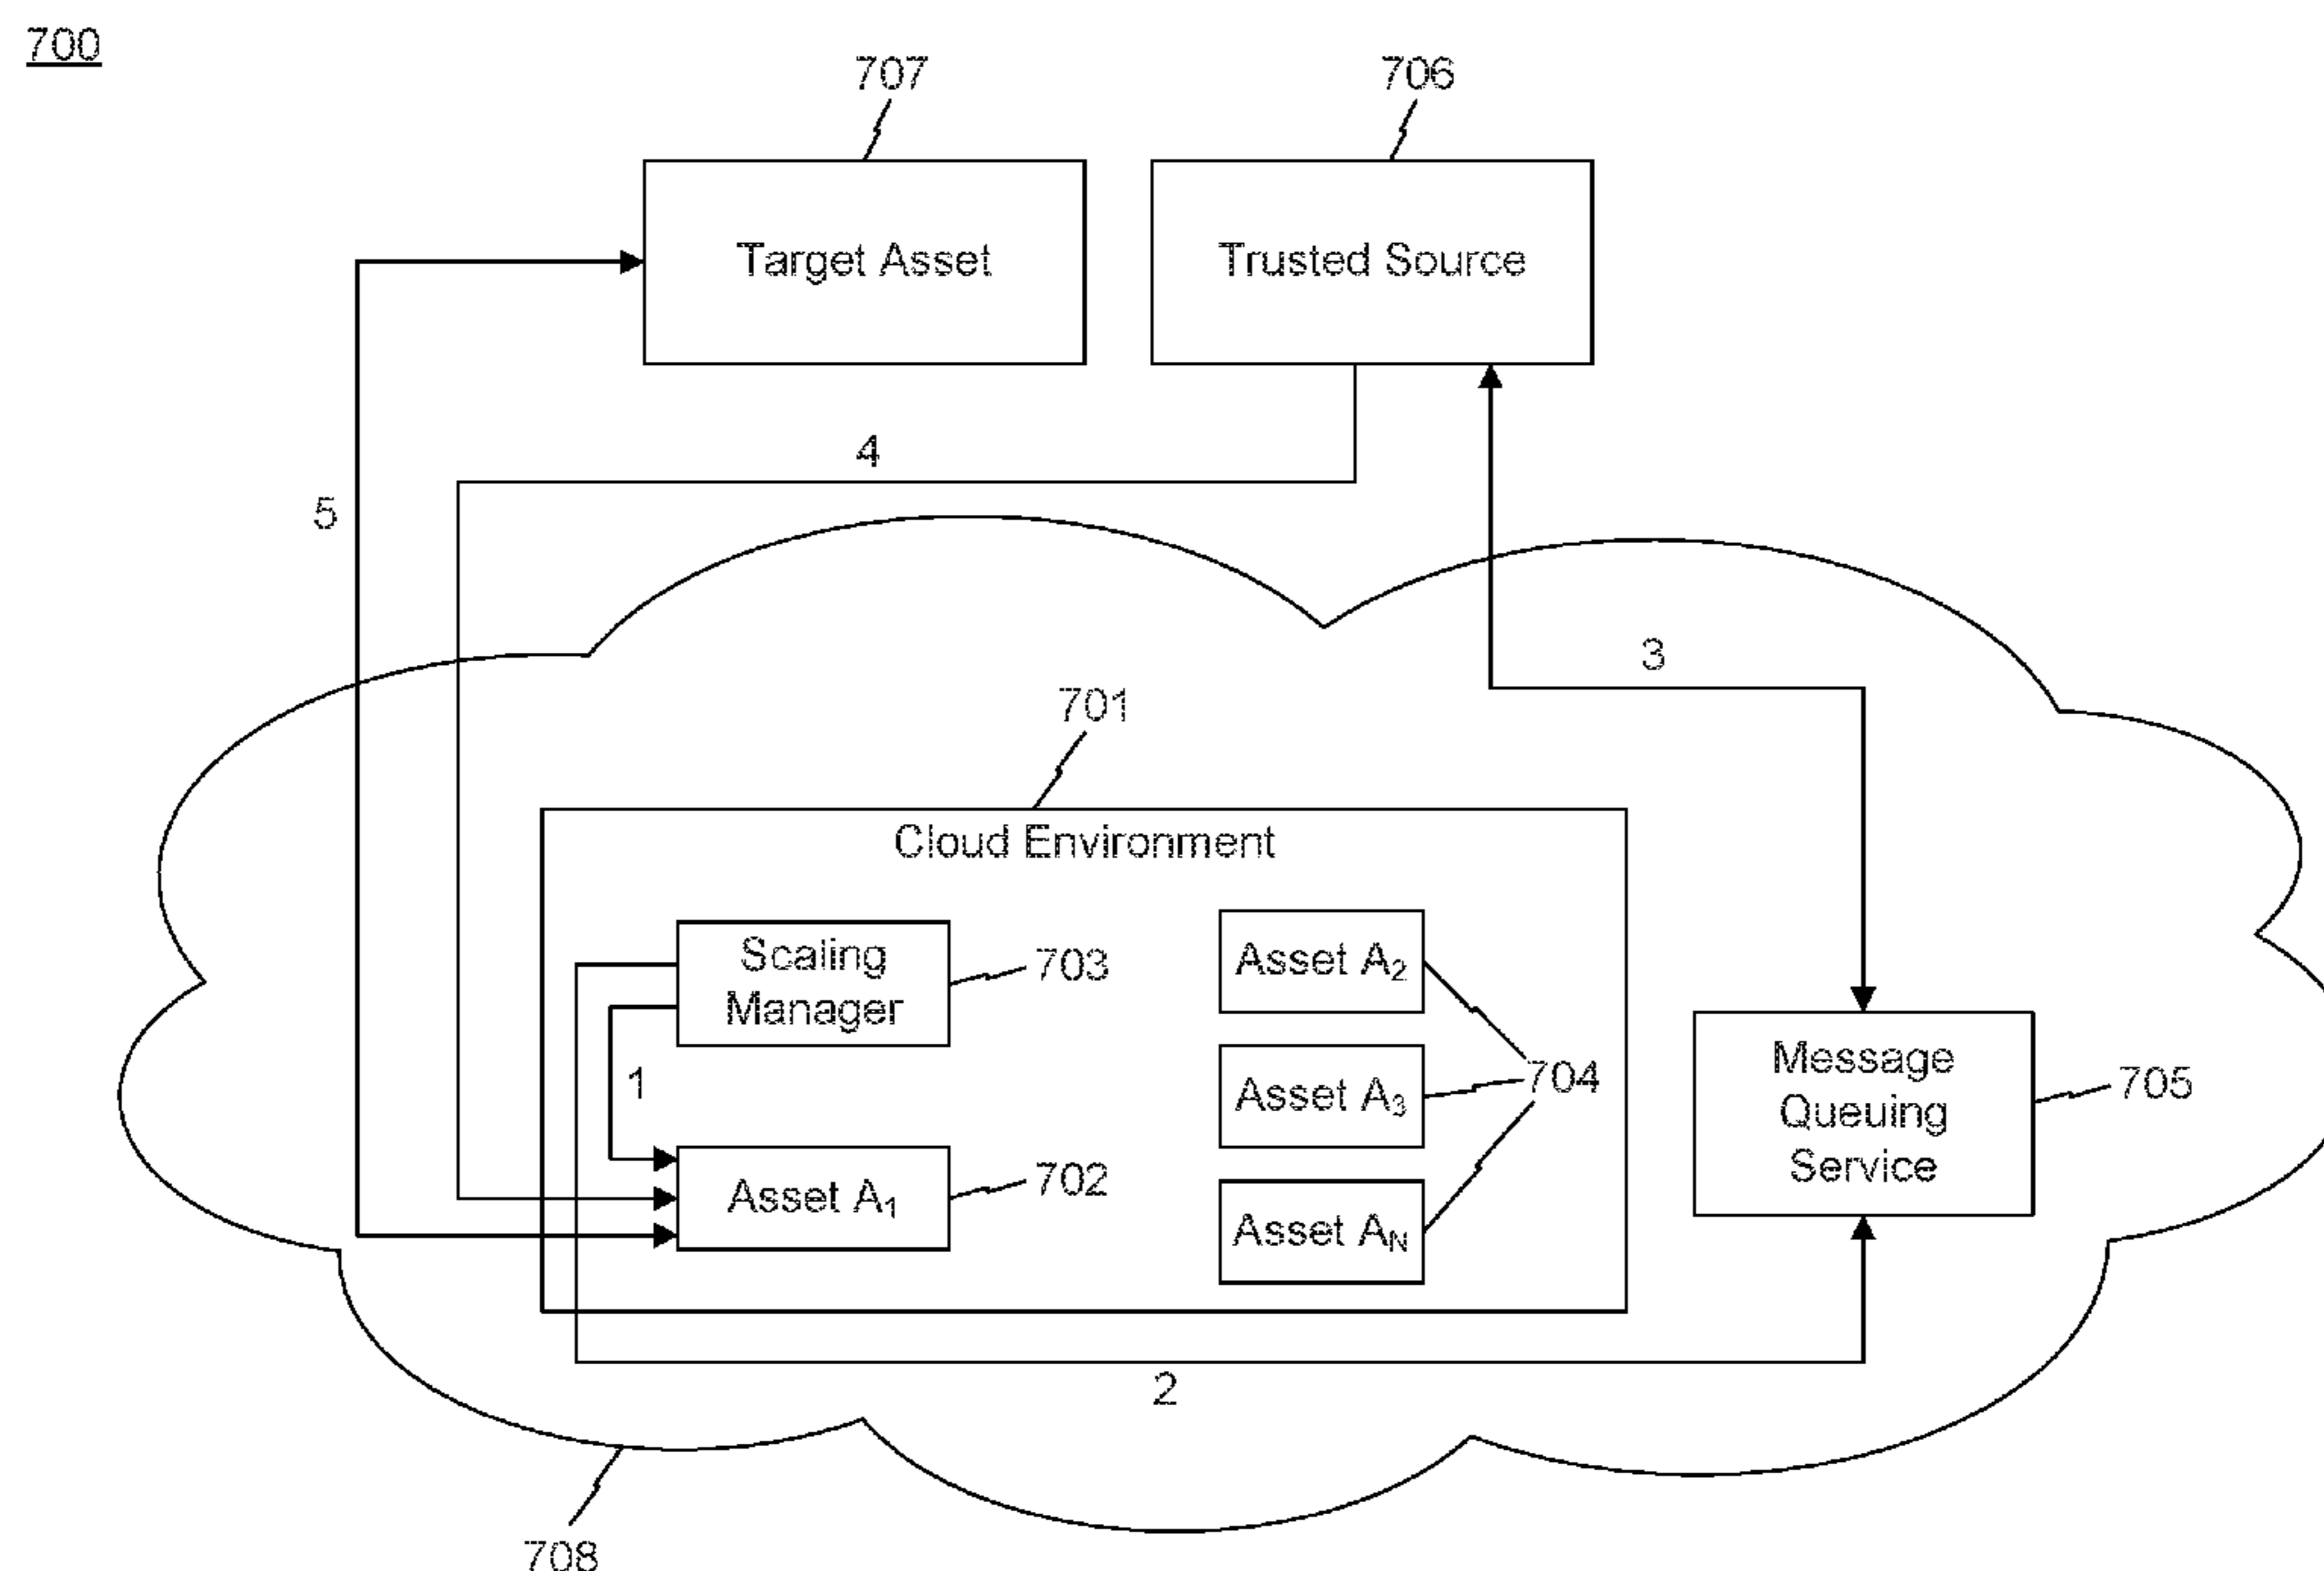 700
707
706
Target Asset
Trusted Source
4
5
3
701
Cloud Environment
Scaling
Manager
703
Asset A2
1
Asset A3
704
Message
Queuing
Service
705
Asset A1
702
Asset AN
2
708